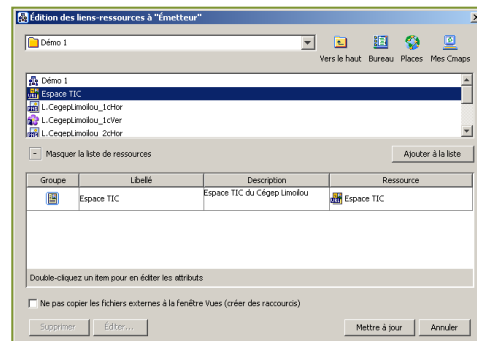 Édition des liens-ressources à "Émetteur"
Démo 1
Vers le haut Bureau Places Mes Cmaps
Démo 1
Espace TIC
L.CegepLimoilou_1cHor
L.CegepLimoilou_1cVer
L.CegepLimoilou_2cHor
- Masquer la liste de ressources Ajouter à la liste
Groupe Libellé Description Ressource
Espace TIC Espace TIC du Cégep Limoilou Espace TIC
Double-cliquez un item pour en éditer les attributs
Ne pas copier les fichiers externes à la fenêtre Vues (créer des raccourcis)
Supprimer Éditer... Mettre à jour Annuler